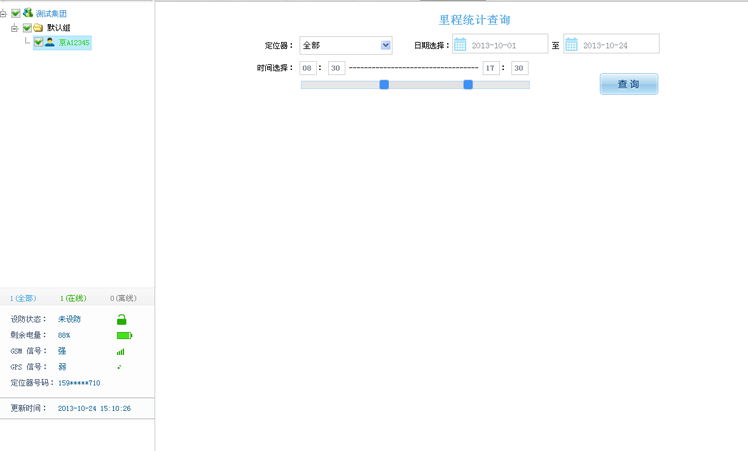 测试集团
默认组
京A12345
1(全部) 1(在线) 0(离线)
设防状态： 未设防
剩余电量： 88%
GSM 信号： 强
GPS 信号： 弱
定位器号码： 159*****710
更新时间： 2013-10-24 15:10:26
里程统计查询
定位器： 全部 日期选择： 2013-10-01 至 2013-10-24
时间选择： 08 : 30 ---------------------------------- 17 : 30
查 询